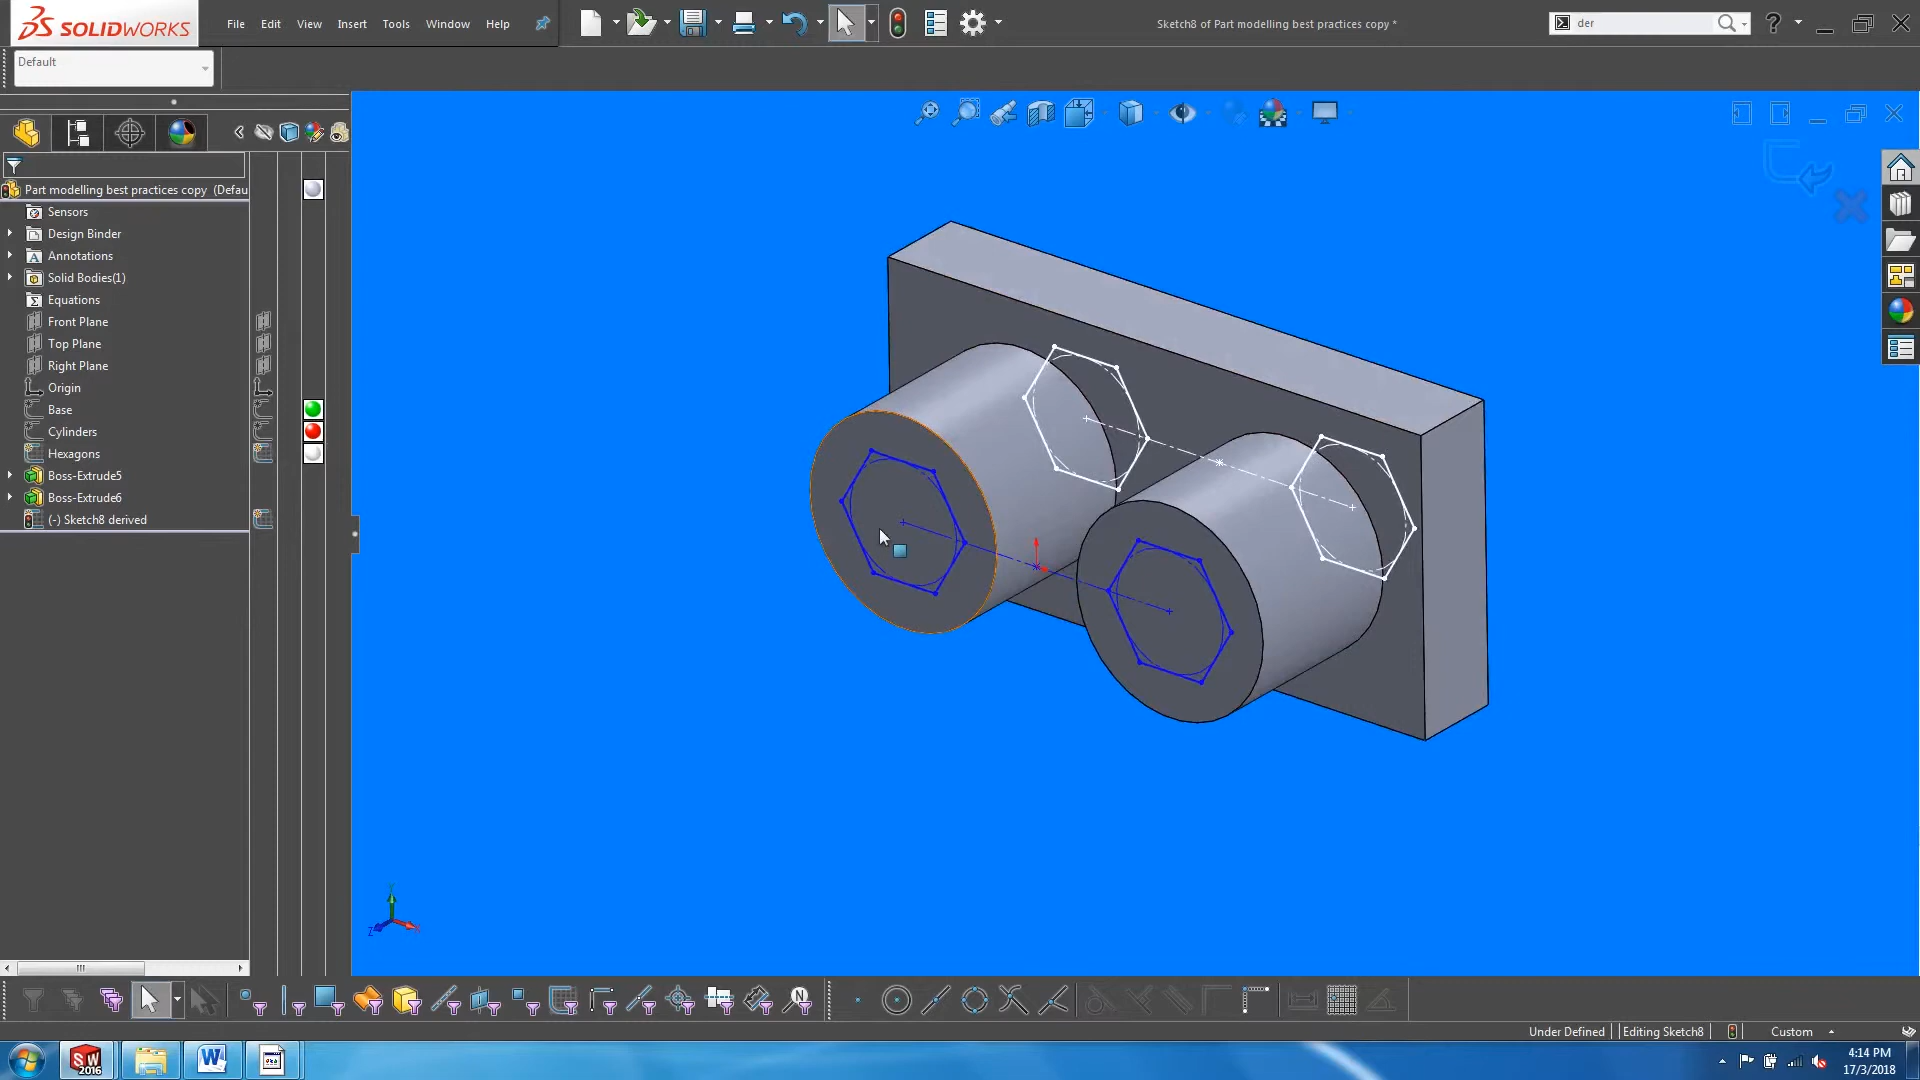 SOLIDWORKS
File Edit View Insert Tools Window Help
Sketch8 of Part modelling best practices copy *
der
Default
Part modelling best practices copy (Defau
Sensors
Design Binder
Annotations
Solid Bodies(1)
Equations
Front Plane
Top Plane
Right Plane
Origin
Base
Cylinders
Hexagons
Boss-Extrude5
Boss-Extrude6
(-) Sketch8 derived
Under Defined Editing Sketch8 Custom
SW
2016
W
4:14 PM
17/3/2018